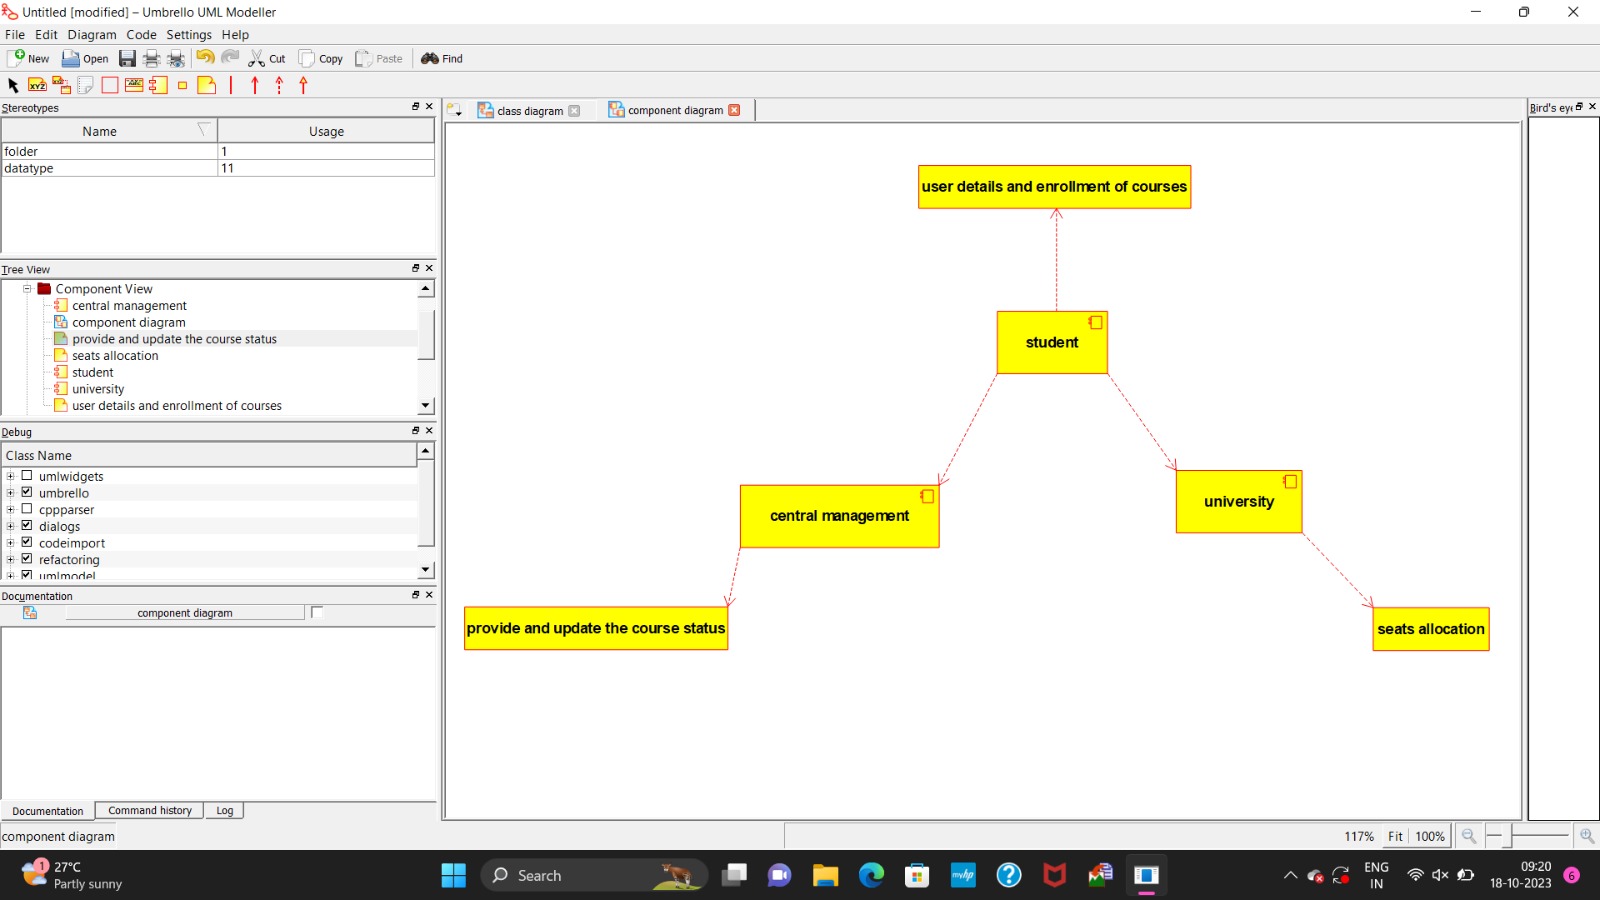 Untitled [modified] – Umbrello UML Modeller
File Edit Diagram Code Settings Help
New Open Cut Copy Paste Find
XYZ
Stereotypes
Name Usage
folder 1
datatype 11
Tree View
Component View
central management
component diagram
provide and update the course status
seats allocation
student
university
user details and enrollment of courses
Debug
Class Name
umlwidgets
umbrello
cppparser
dialogs
codeimport
refactoring
umlmodel
Documentation
component diagram
Documentation Command history Log
component diagram
class diagram component diagram
user details and enrollment of courses
student
central management
university
provide and update the course status
seats allocation
Bird's eye
117% Fit 100%
1
27°C
Partly sunny
Search
myhp
ENG
IN
09:20
18-10-2023
6